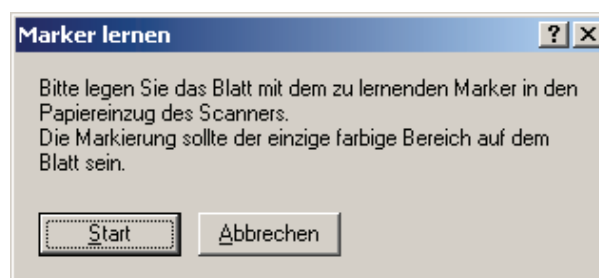 Marker lernen
Bitte legen Sie das Blatt mit dem zu lernenden Marker in den
Papiereinzug des Scanners.
Die Markierung sollte der einzige farbige Bereich auf dem
Blatt sein.
Start Abbrechen